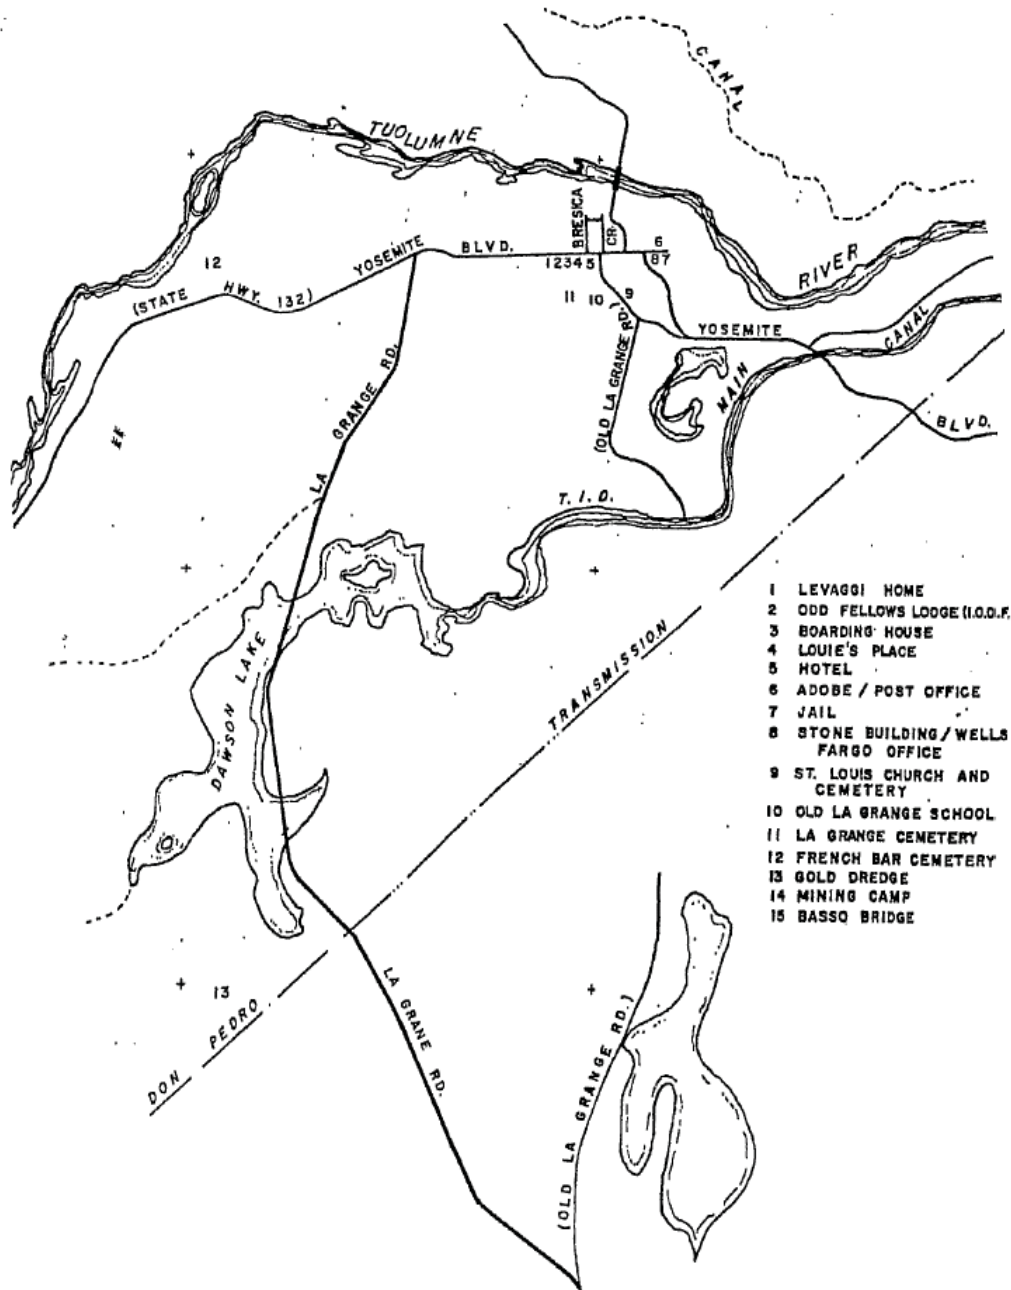 CANAL
TUOLUMNE
BRESICA
CR.
6
12345
87
12
YOSEMITE
BLVD.
(STATE HWY. 132)
RIVER
11
10
9
YOSEMITE
CANAL
MAIN
BLVD.
(OLD LA GRANGE RD.)
LA GRANGE RD.
T. I. D.
1 LEVAGGI HOME
2 ODD FELLOWS LODGE (I.O.O.F.
3 BOARDING HOUSE
4 LOUIE'S PLACE
5 HOTEL
6 ADOBE / POST OFFICE
7 JAIL
8 STONE BUILDING / WELLS
FARGO OFFICE
9 ST. LOUIS CHURCH AND
CEMETERY
10 OLD LA GRANGE SCHOOL
11 LA GRANGE CEMETERY
12 FRENCH BAR CEMETERY
13 GOLD DREDGE
14 MINING CAMP
15 BASSO BRIDGE
DAWSON LAKE
DON PEDRO TRANSMISSION
13
LA GRANE RD.
(OLD LA GRANGE RD.)